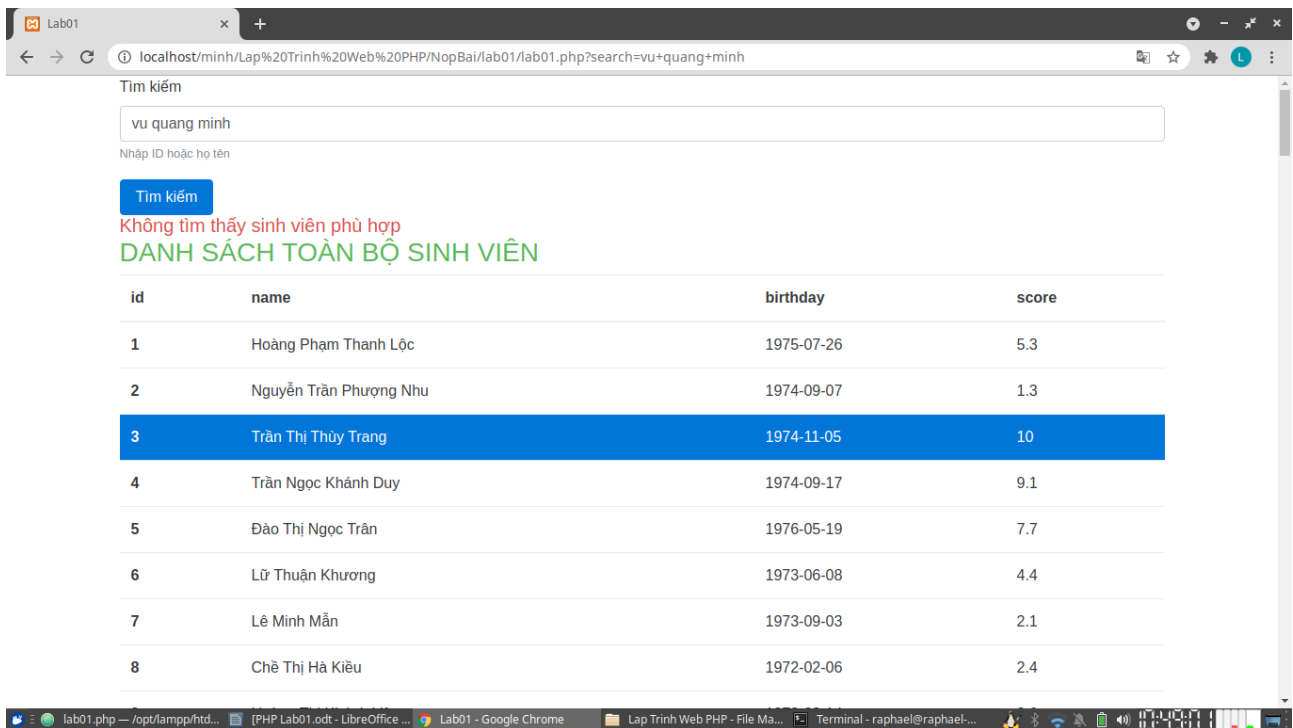 Lab01
localhost/minh/Lap%20Trinh%20Web%20PHP/NopBai/lab01/lab01.php?search=vu+quang+minh
L
Tìm kiếm
vu quang minh
Nhập ID hoặc họ tên
Tìm kiếm
Không tìm thấy sinh viên phù hợp
DANH SÁCH TOÀN BỘ SINH VIÊN
id name birthday score
1 Hoàng Phạm Thanh Lộc 1975-07-26 5.3
2 Nguyễn Trần Phượng Nhu 1974-09-07 1.3
3 Trần Thị Thùy Trang 1974-11-05 10
4 Trần Ngọc Khánh Duy 1974-09-17 9.1
5 Đào Thị Ngọc Trân 1976-05-19 7.7
6 Lữ Thuận Khương 1973-06-08 4.4
7 Lê Minh Mẫn 1973-09-03 2.1
8 Chề Thị Hà Kiều 1972-02-06 2.4
lab01.php — /opt/lampp/htd... [PHP Lab01.odt - LibreOffice ... Lab01 - Google Chrome Lap Trinh Web PHP - File Ma... Terminal - raphael@raphael-...